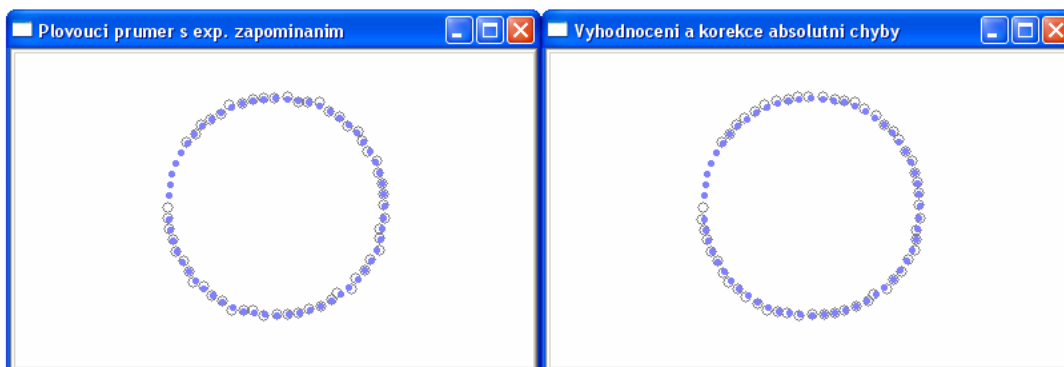 Plovouci prumer s exp. zapominanim
Vyhodnoceni a korekce absolutni chyby